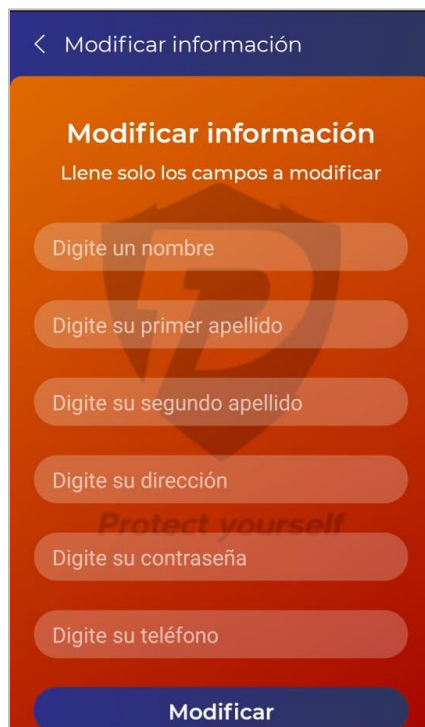 Modificar información
Modificar información
Llene solo los campos a modificar
Digite un nombre
Digite su primer apellido
Digite su segundo apellido
Digite su dirección
Protect yourself
Digite su contraseña
Digite su teléfono
Modificar